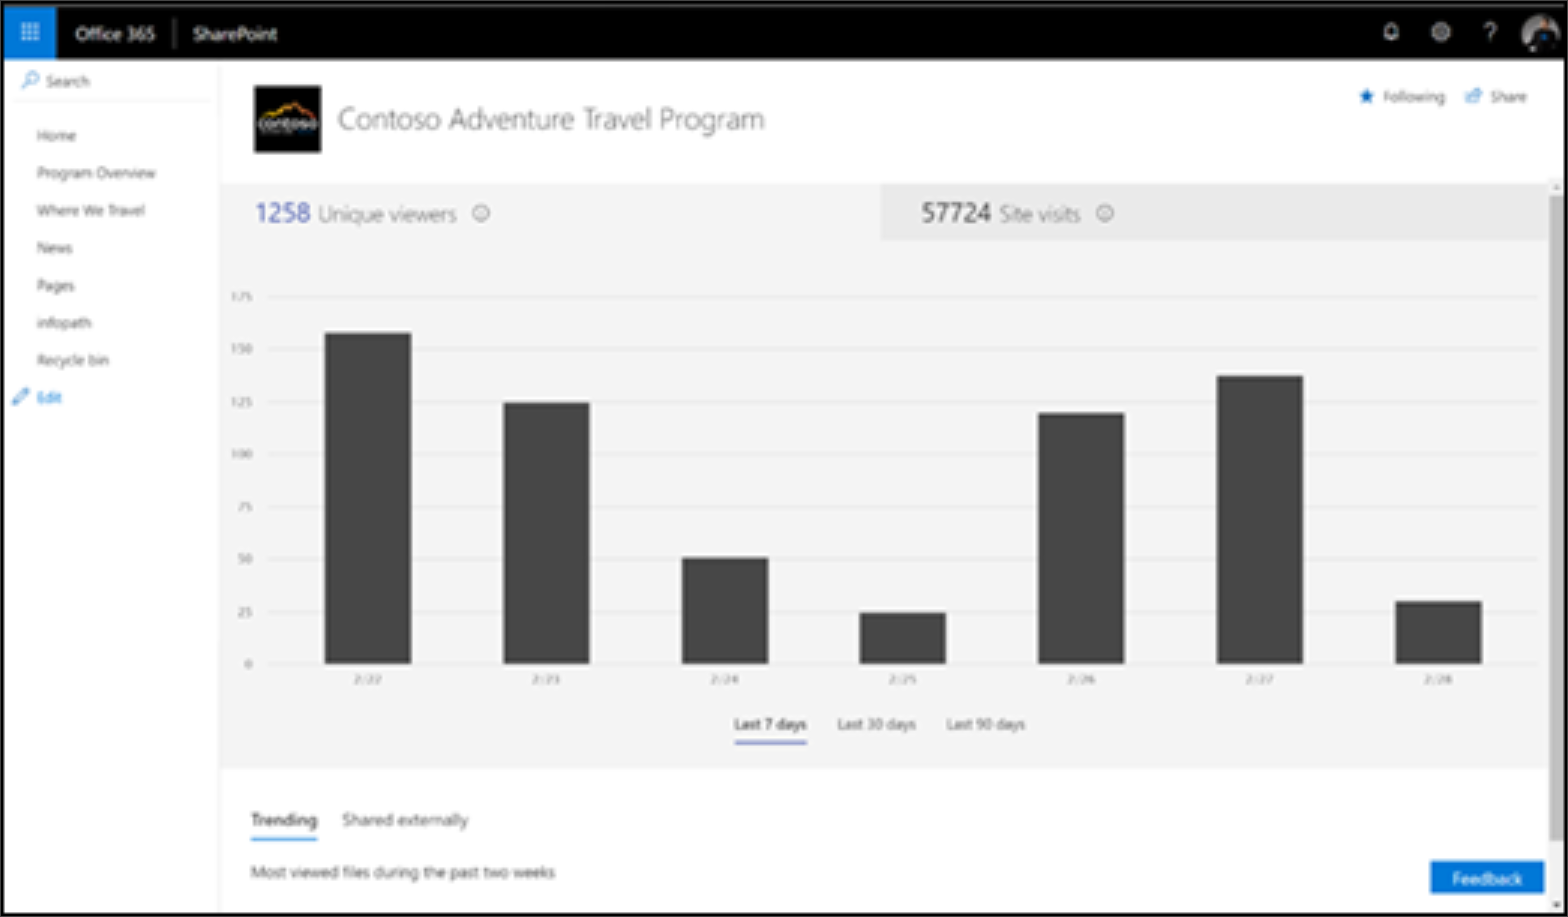 Office 365 SharePoint
Search
Home
Program Overview
Where We Travel
News
Pages
infopath
Recycle bin
Edit
contoso
Contoso Adventure Travel Program
Following Share
1258 Unique viewers
57724 Site visits
175
150
125
100
75
50
25
0
2/22 2/23 2/24 2/25 2/26 2/27 2/28
Last 7 days Last 30 days Last 90 days
Trending Shared externally
Most viewed files during the past two weeks
Feedback